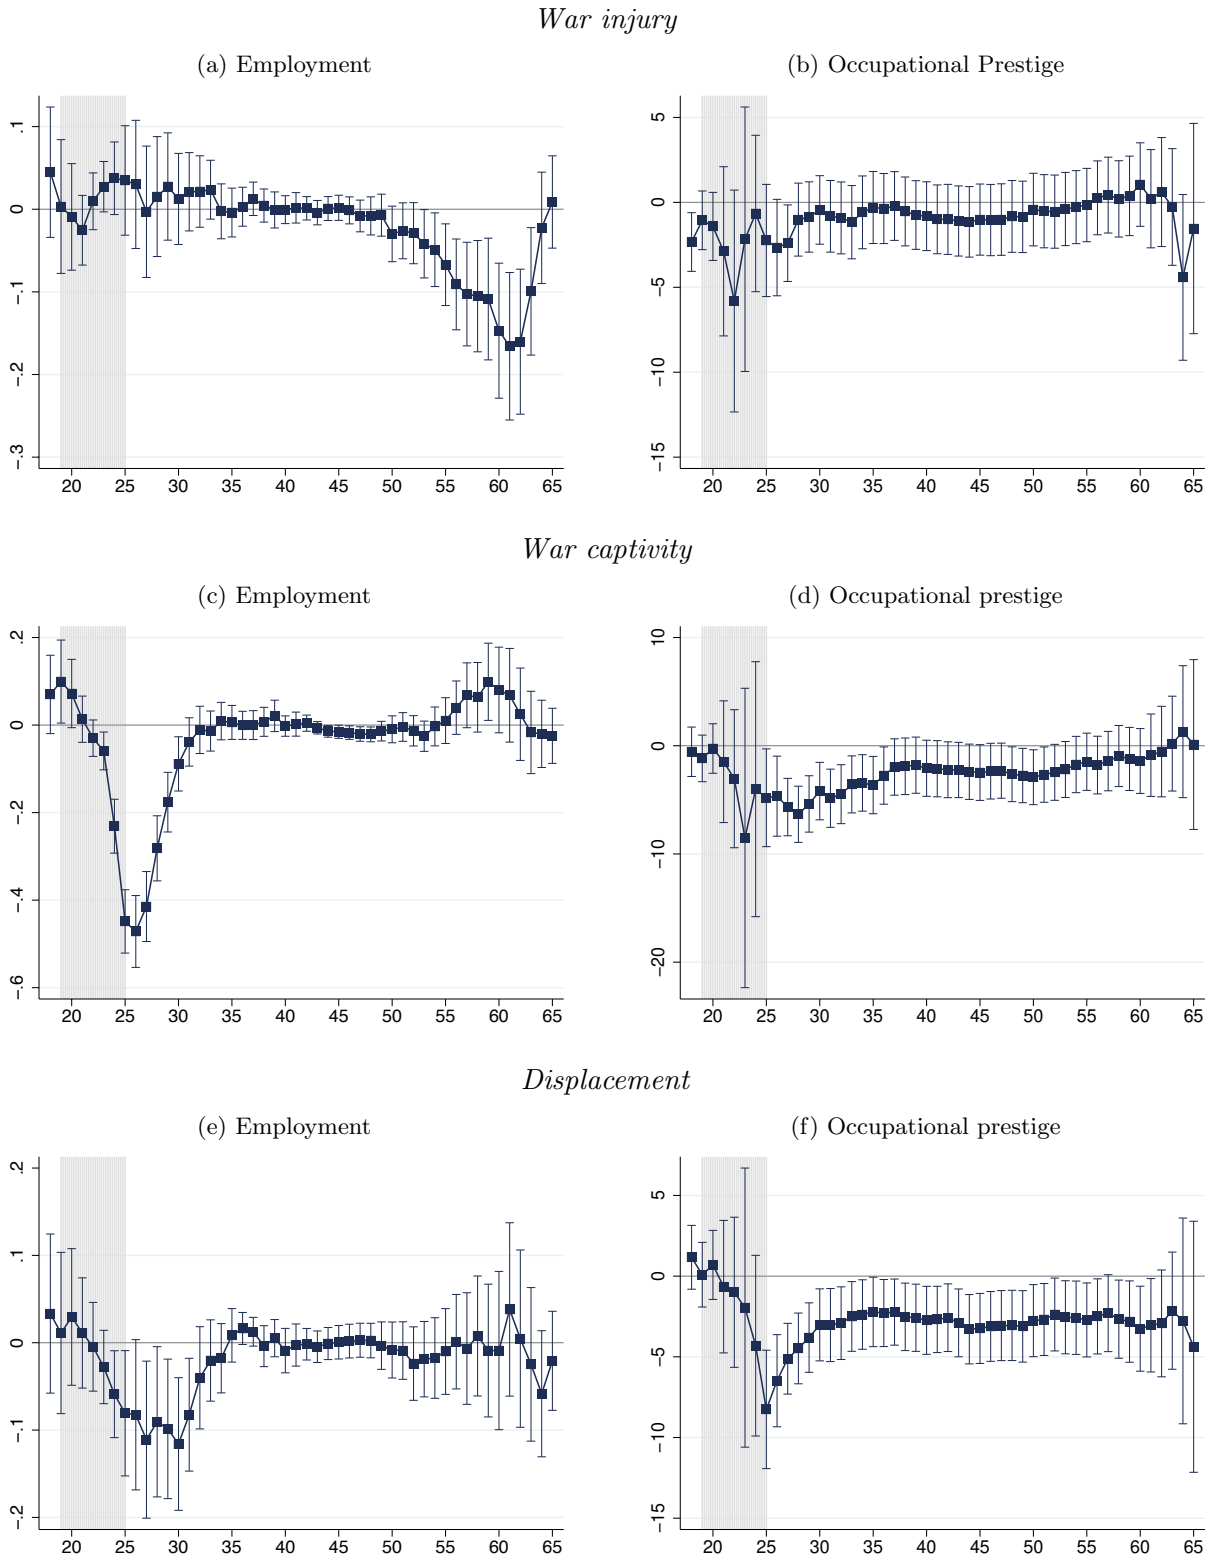 War injury
(a) Employment
(b) Occupational Prestige
.1
0
-.1
-.2
-.3
20 25 30 35 40 45 50 55 60 65
5
0
-5
-10
-15
20 25 30 35 40 45 50 55 60 65
War captivity
(c) Employment
(d) Occupational prestige
.2
0
-.2
-.4
-.6
20 25 30 35 40 45 50 55 60 65
10
0
-10
-20
20 25 30 35 40 45 50 55 60 65
Displacement
(e) Employment
(f) Occupational prestige
.2
.1
0
-.1
-.2
20 25 30 35 40 45 50 55 60 65
5
0
-5
-10
-15
20 25 30 35 40 45 50 55 60 65